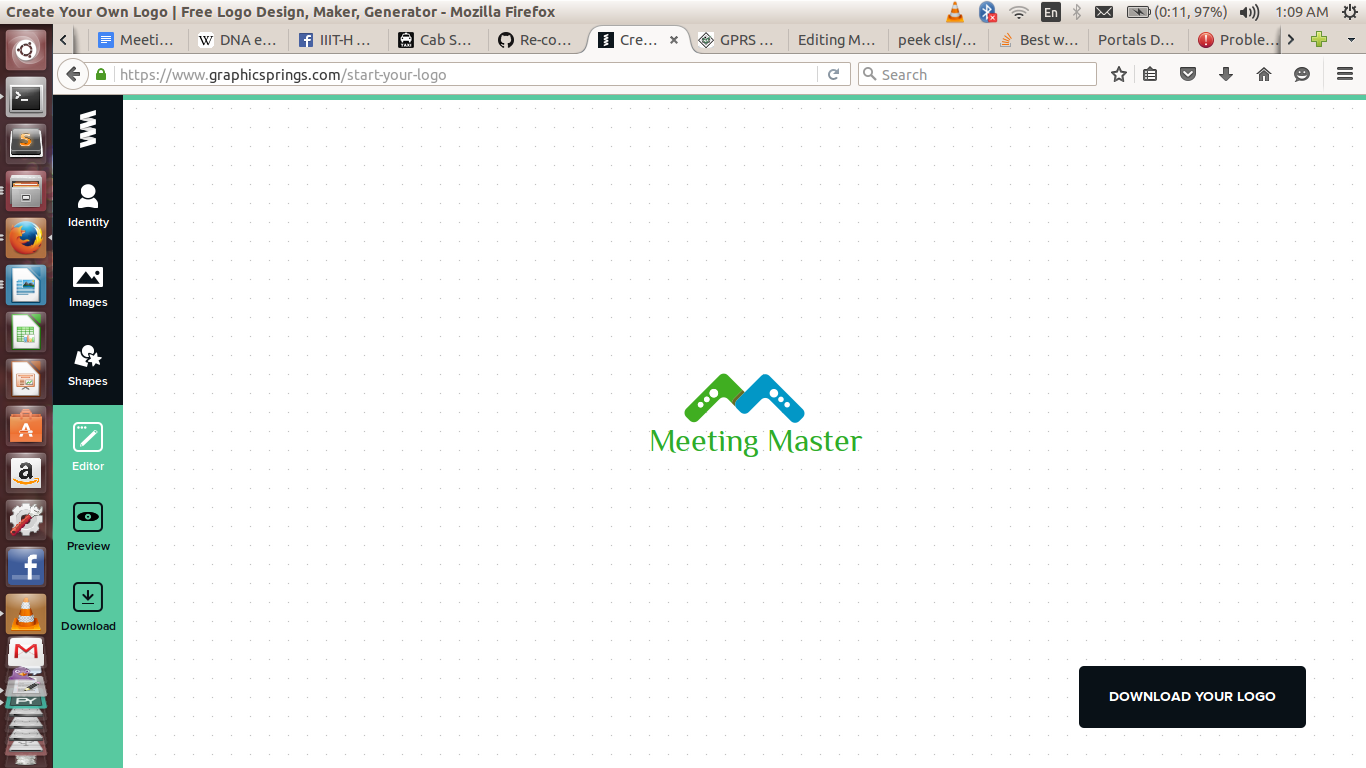 Create Your Own Logo | Free Logo Design, Maker, Generator - Mozilla Firefox
En
(0:11, 97%)
1:09 AM
Meeti...
W DNA e...
IIIT-H ...
Cab S...
Re-co...
Cre...
GPRS ...
Editing M...
peek cIsI/...
Best w...
Portals D...
Proble...
https://www.graphicsprings.com/start-your-logo
Search
Identity
Images
Shapes
Editor
Preview
Download
Meeting Master
DOWNLOAD YOUR LOGO
PY